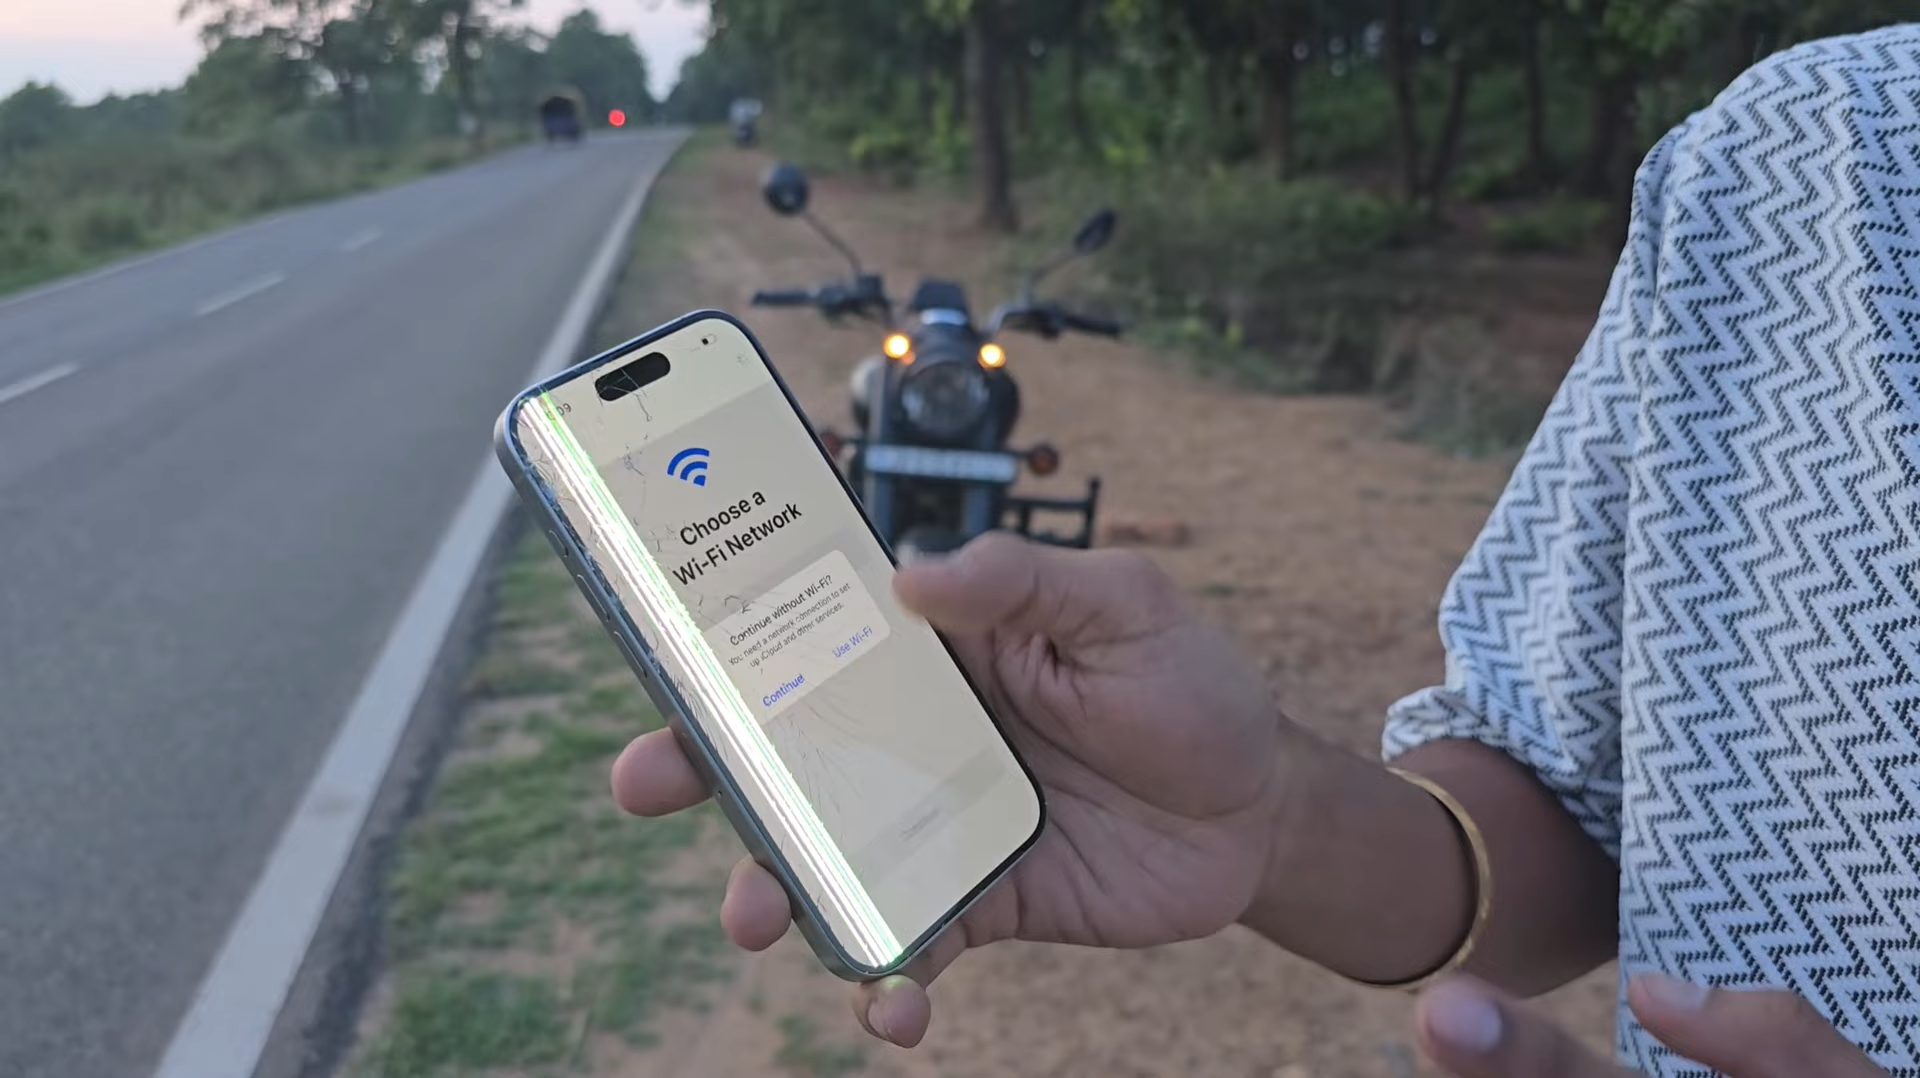 Choose a
Wi-Fi Network
Continue without Wi-Fi?
You need a network connection to set
up iCloud and other services.
Continue
Use Wi-Fi